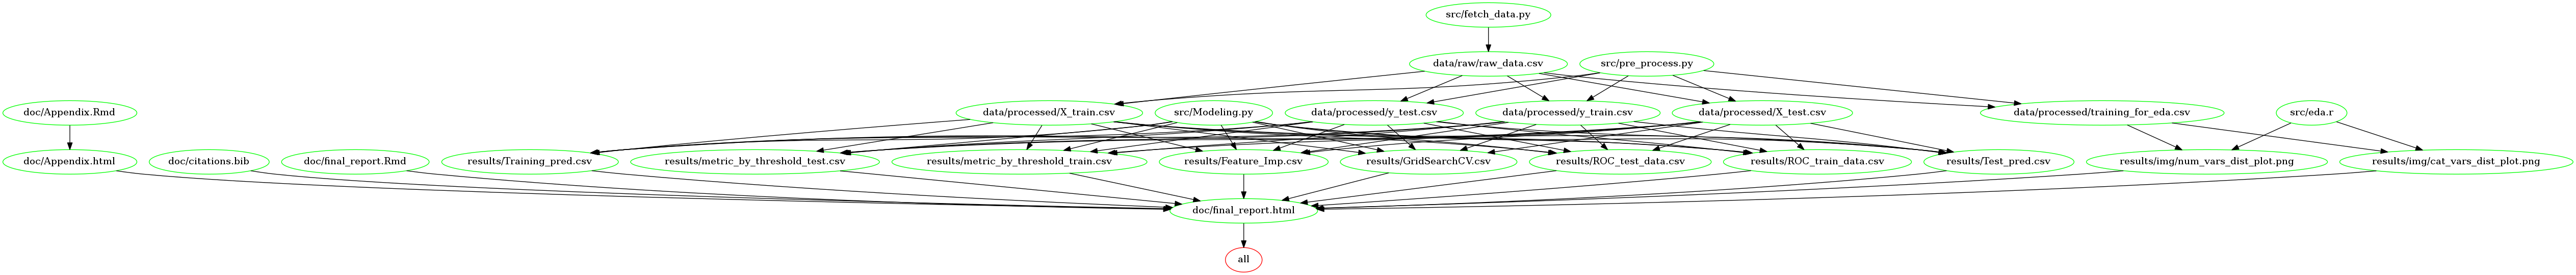 src/fetch_data.py
data/raw/raw_data.csv
src/pre_process.py
doc/Appendix.Rmd
data/processed/X_train.csv
src/Modeling.py
data/processed/y_test.csv
data/processed/y_train.csv
data/processed/X_test.csv
data/processed/training_for_eda.csv
src/eda.r
doc/Appendix.html
doc/citations.bib
doc/final_report.Rmd
results/Training_pred.csv
results/metric_by_threshold_test.csv
results/metric_by_threshold_train.csv
results/Feature_Imp.csv
results/GridSearchCV.csv
results/ROC_test_data.csv
results/ROC_train_data.csv
results/Test_pred.csv
results/img/num_vars_dist_plot.png
results/img/cat_vars_dist_plot.png
doc/final_report.html
all